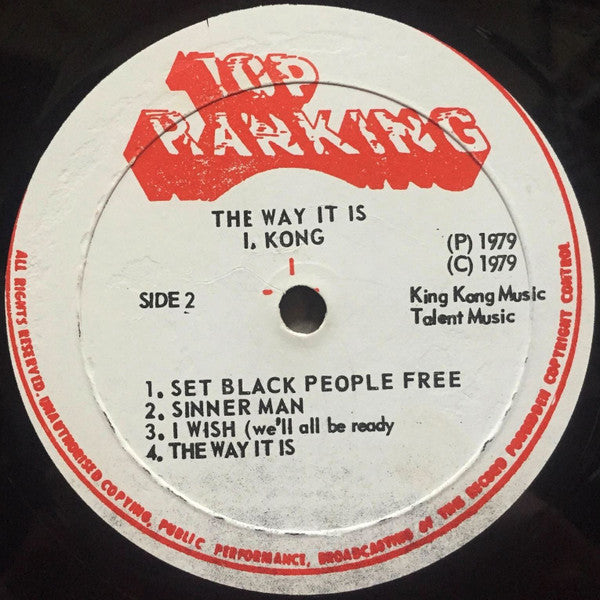 TOP
RANKING
THE WAY IT IS
I, KONG
(P) 1979
(C) 1979
SIDE 2
King Kong Music
Talent Music
1. SET BLACK PEOPLE FREE
2. SINNER MAN
3. I WISH (we'll all be ready
4. THE WAY IT IS
ALL RIGHTS RESERVED. UNAUTHORISED COPYING, PUBLIC PERFORMANCE, BROADCASTING OF THE RECORD FORBIDDEN COPYRIGHT CONTROL